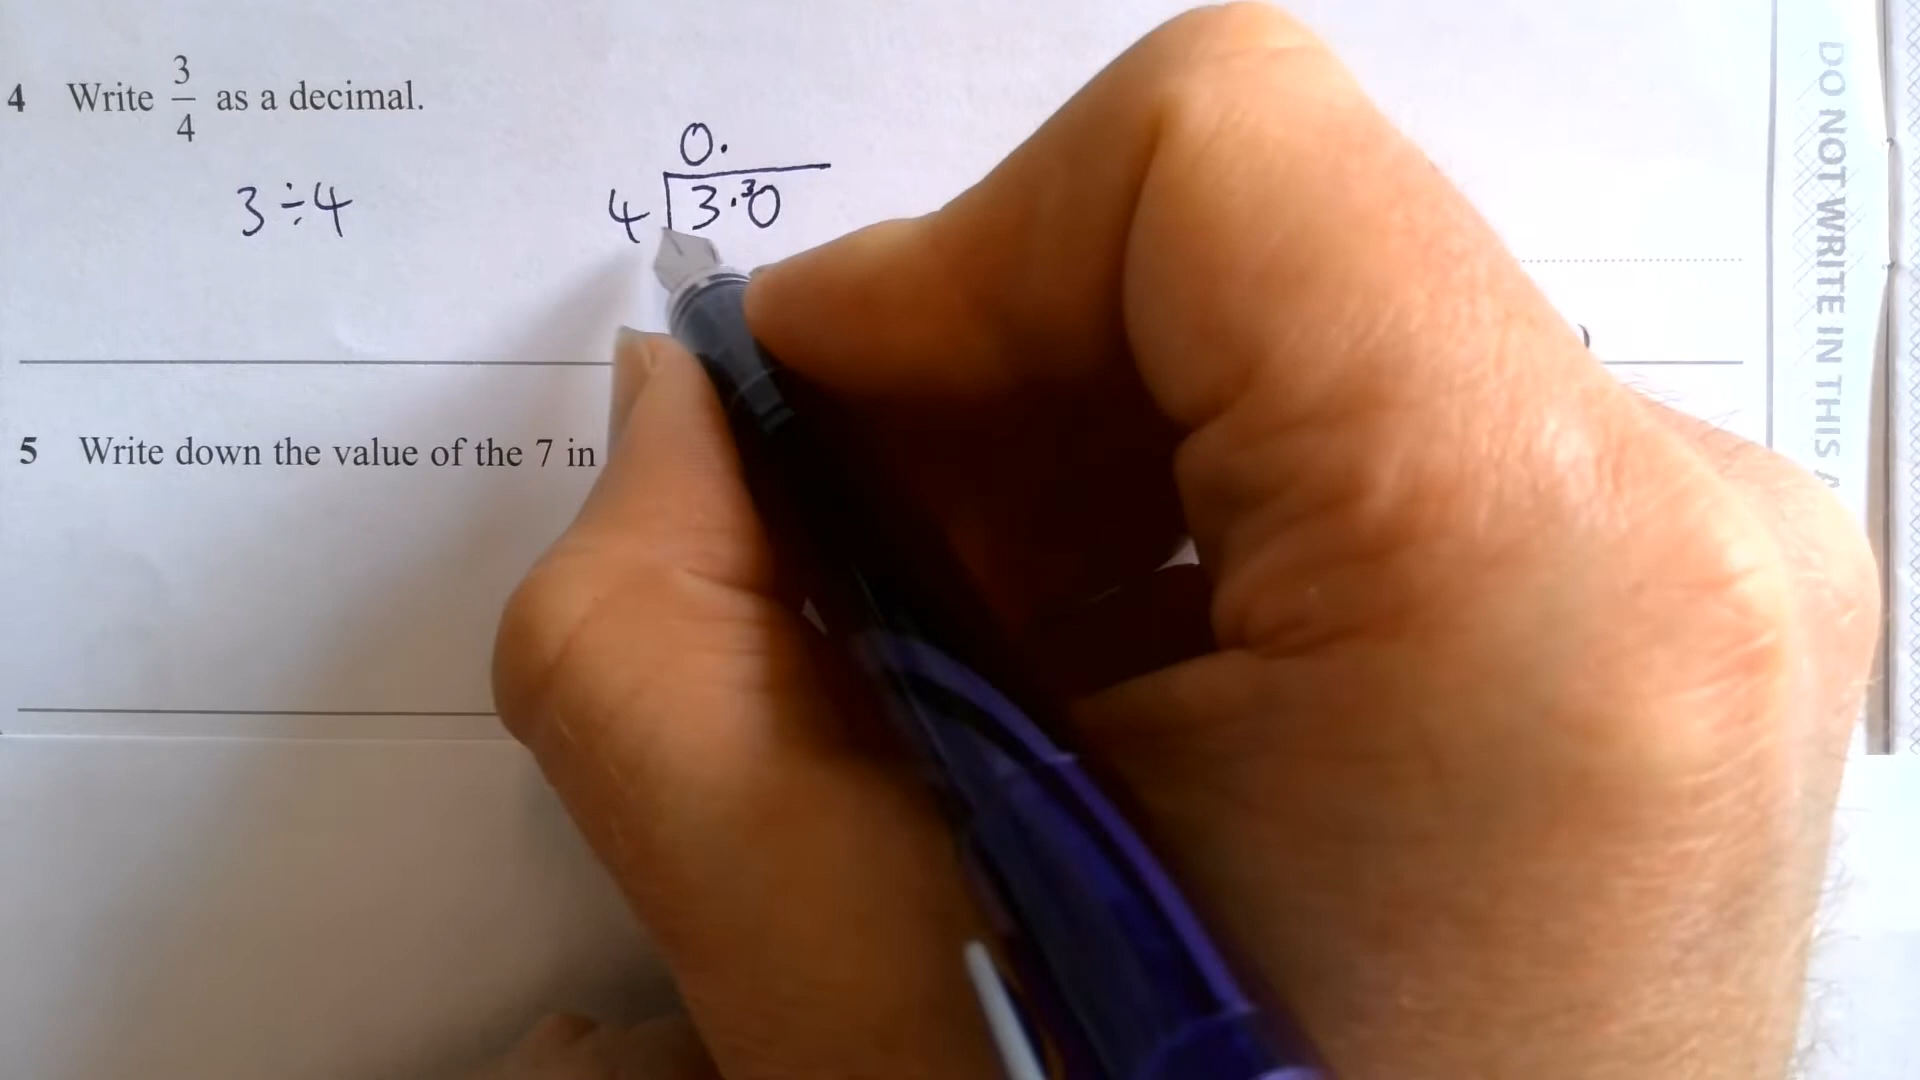 4 Write 3/4 as a decimal.
3÷4
0.
4 3.³0
5 Write down the value of the 7 in
DO NOT WRITE IN THIS